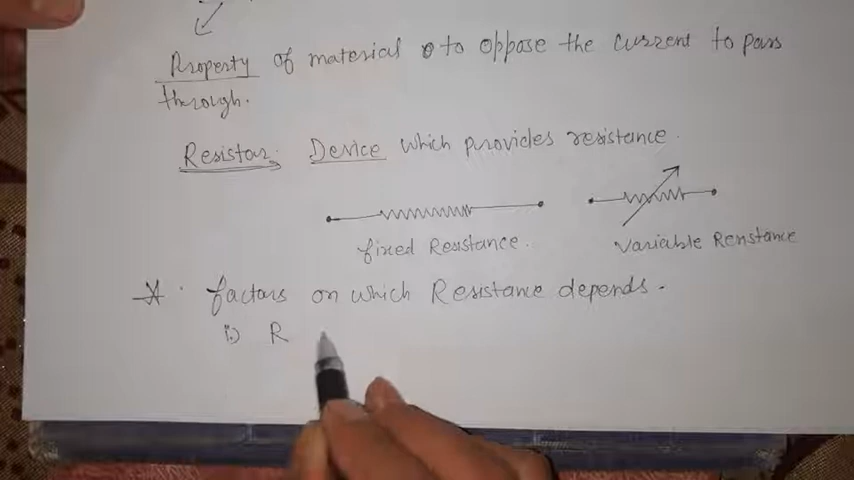 Property of material to oppose the current to pass
through.
Resistor Device which provides resistance.
fixed Resistance.
Variable Resistance
factors on which Resistance depends.
i.) R